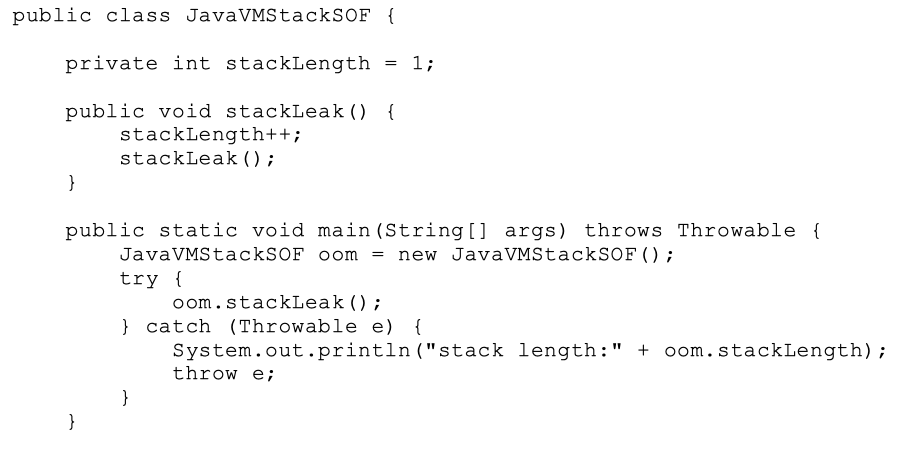 public class JavaVMStackSOF {
private int stackLength = 1;
public void stackLeak() {
stackLength++;
stackLeak();
}
public static void main(String[] args) throws Throwable {
JavaVMStackSOF oom = new JavaVMStackSOF();
try {
oom.stackLeak();
} catch (Throwable e) {
System.out.println("stack length:" + oom.stackLength);
throw e;
}
}